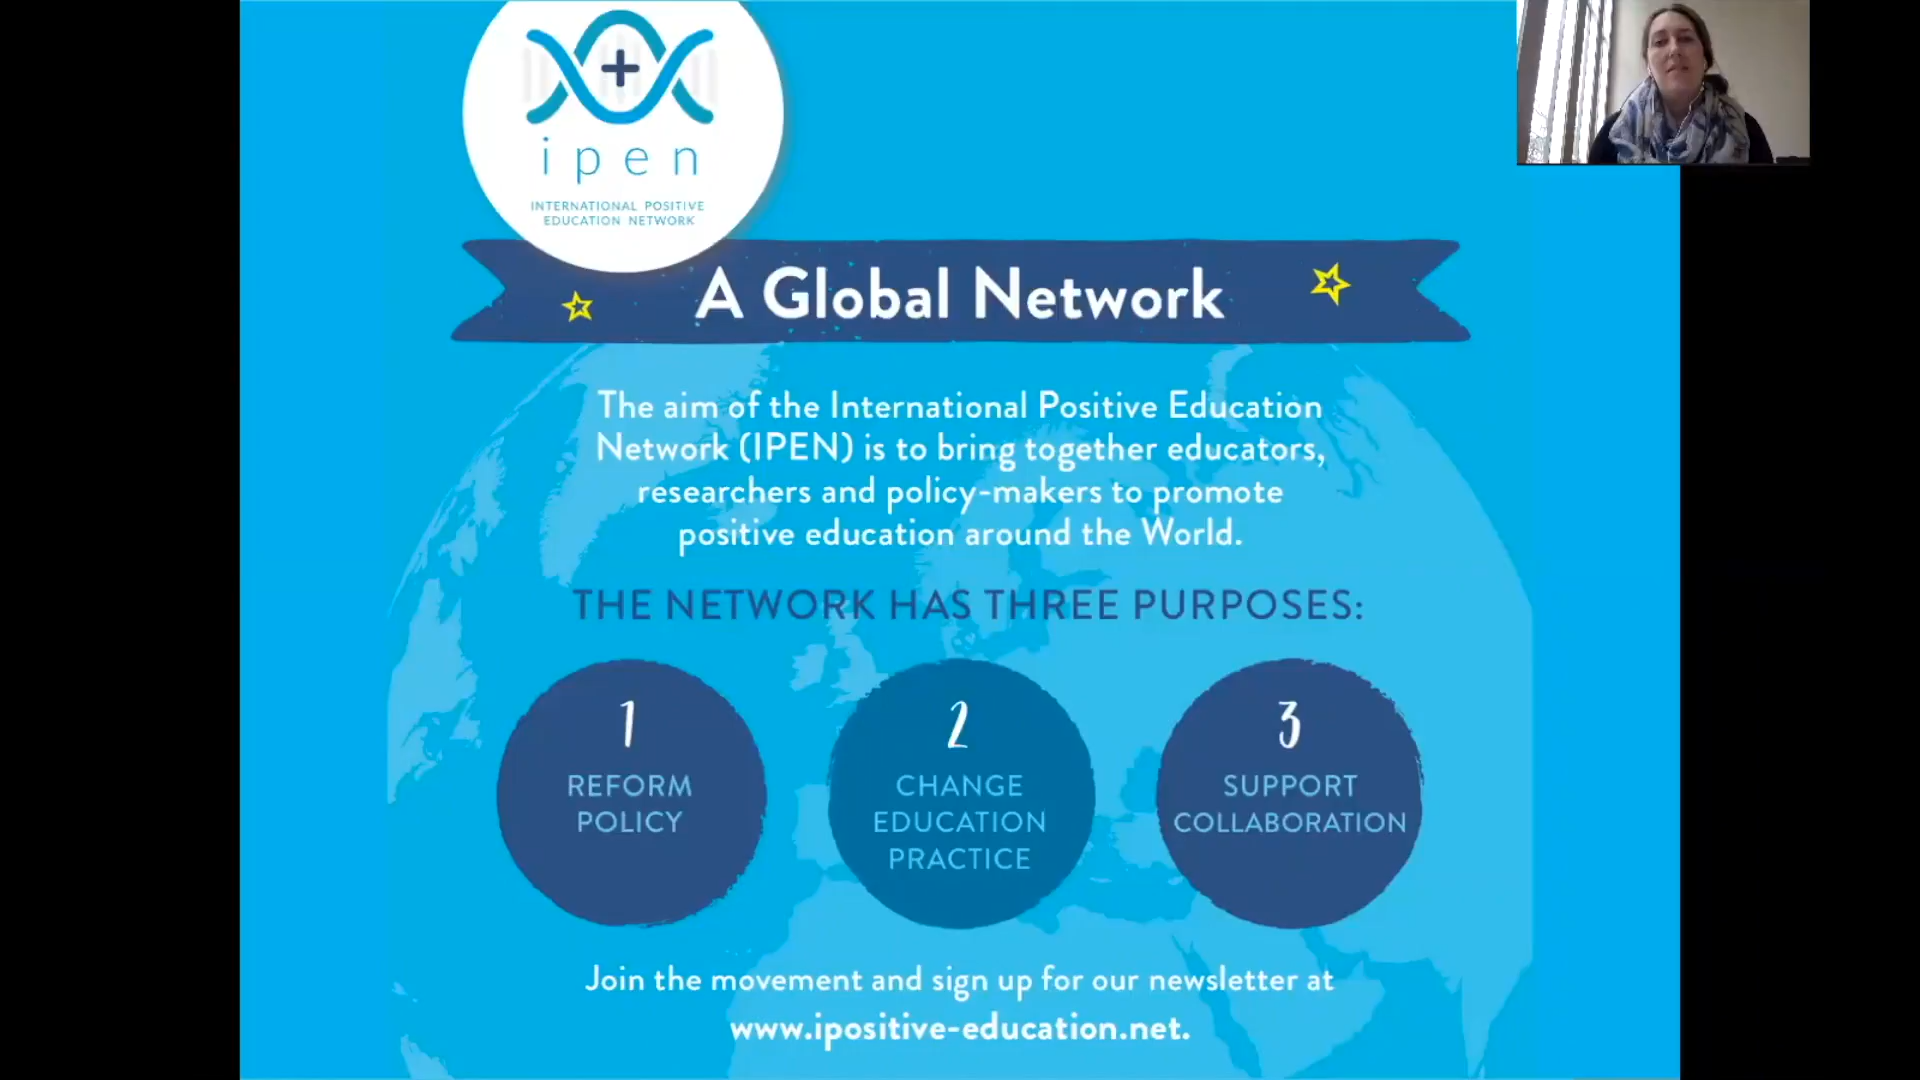 ipen
INTERNATIONAL POSITIVE
EDUCATION NETWORK
A Global Network
The aim of the International Positive Education
Network (IPEN) is to bring together educators,
researchers and policy-makers to promote
positive education around the World.
THE NETWORK HAS THREE PURPOSES:
1
REFORM
POLICY
2
CHANGE
EDUCATION
PRACTICE
3
SUPPORT
COLLABORATION
Join the movement and sign up for our newsletter at
www.ipositive-education.net.